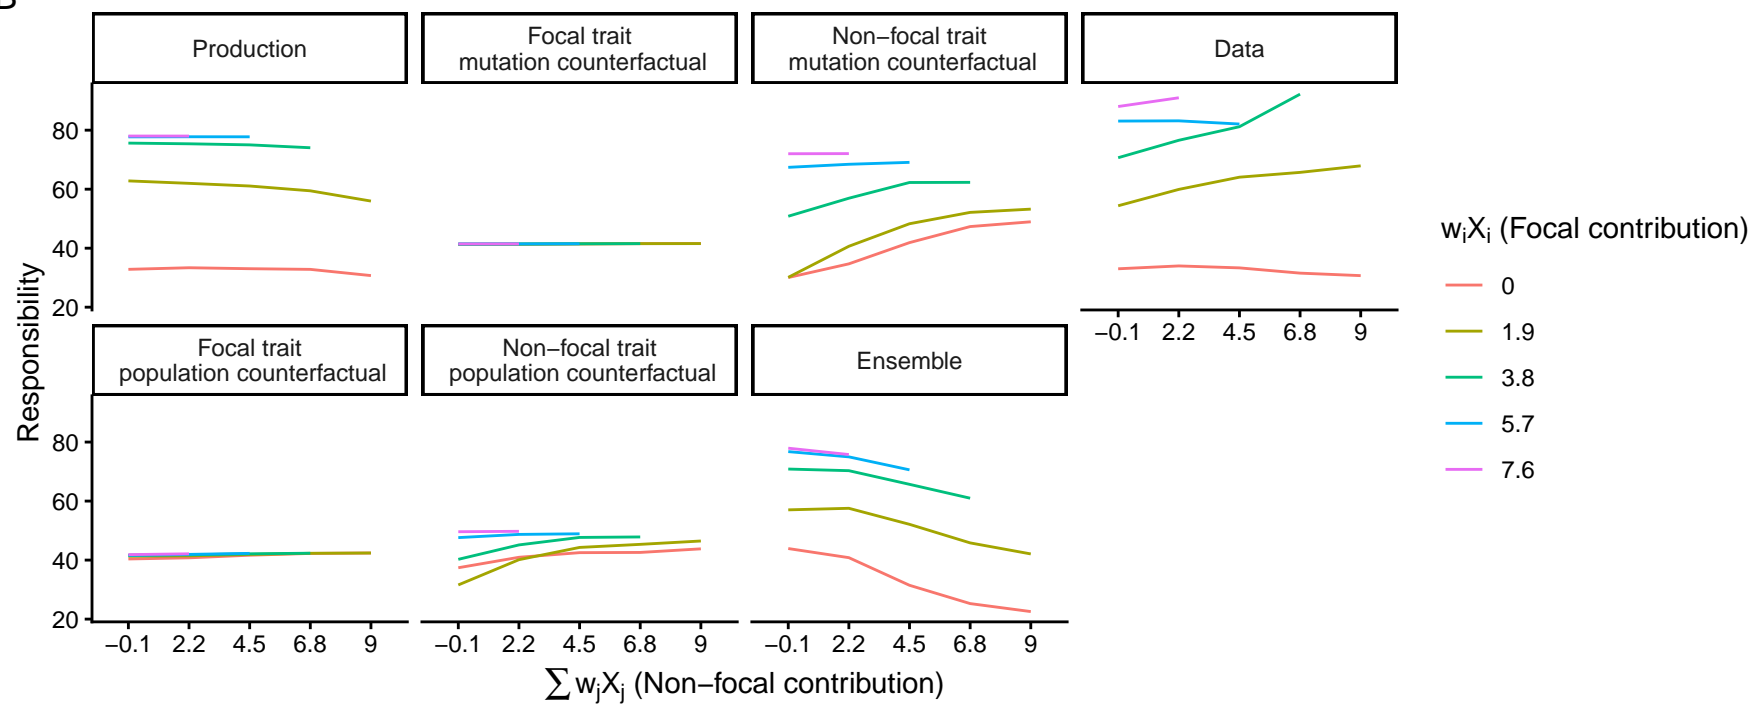 B
Production
Focal trait
mutation counterfactual
Non−focal trait
mutation counterfactual
Data
80
60
40
20
−0.1 2.2 4.5 6.8 9
Focal trait
population counterfactual
Non−focal trait
population counterfactual
Ensemble
80
60
40
20
−0.1 2.2 4.5 6.8 9
−0.1 2.2 4.5 6.8 9
−0.1 2.2 4.5 6.8 9
Responsibility
∑ wjXj (Non−focal contribution)
wiXi (Focal contribution)
0
1.9
3.8
5.7
7.6